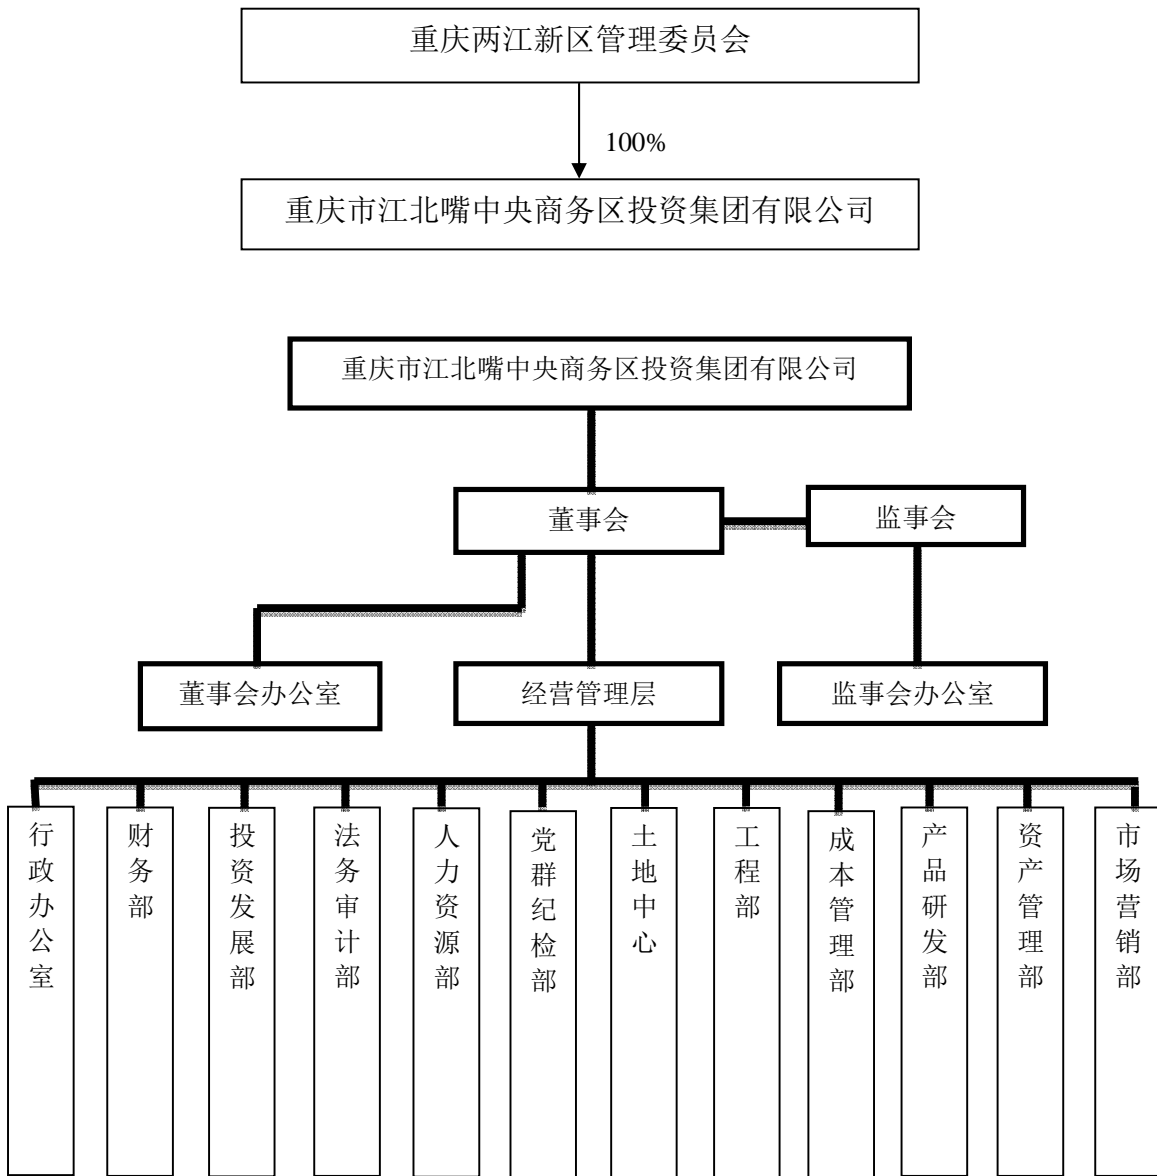 重庆两江新区管理委员会
100%
重庆市江北嘴中央商务区投资集团有限公司
重庆市江北嘴中央商务区投资集团有限公司
董事会
监事会
董事会办公室
经营管理层
监事会办公室
行政办公室
财务部
投资发展部
法务审计部
人力资源部
党群纪检部
土地中心
工程部
成本管理部
产品研发部
资产管理部
市场营销部